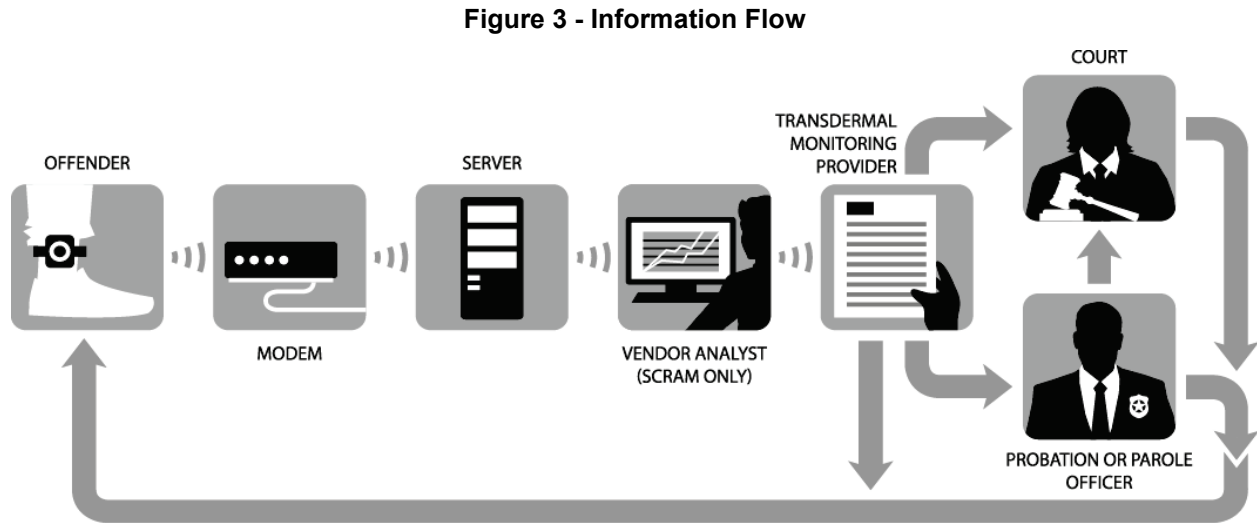 Figure 3 - Information Flow
COURT
TRANSDERMAL
MONITORING
PROVIDER
OFFENDER
SERVER
MODEM
VENDOR ANALYST
(SCRAM ONLY)
PROBATION OR PAROLE
OFFICER